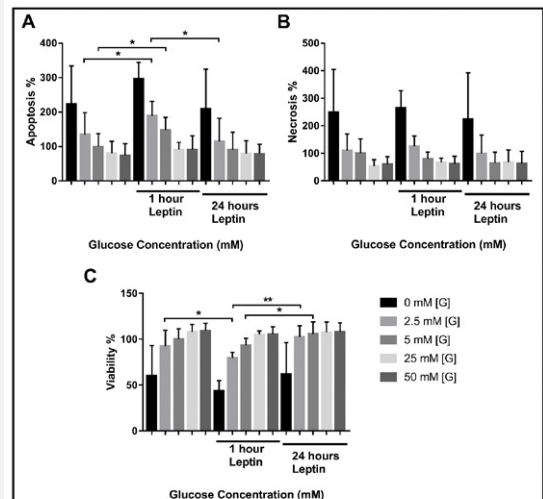 A
B
*
*
*
*
400
300
200
100
0
Apoptosis %
1 hour
Leptin
24 hours
Leptin
Glucose Concentration (mM)
500
400
300
200
100
0
Necrosis %
1 hour
Leptin
24 hours
Leptin
Glucose Concentration (mM)
C
**
*
*
150
100
50
0
Viability %
1 hour
Leptin
24 hours
Leptin
Glucose Concentration (mM)
0 mM [G]
2.5 mM [G]
5 mM [G]
25 mM [G]
50 mM [G]